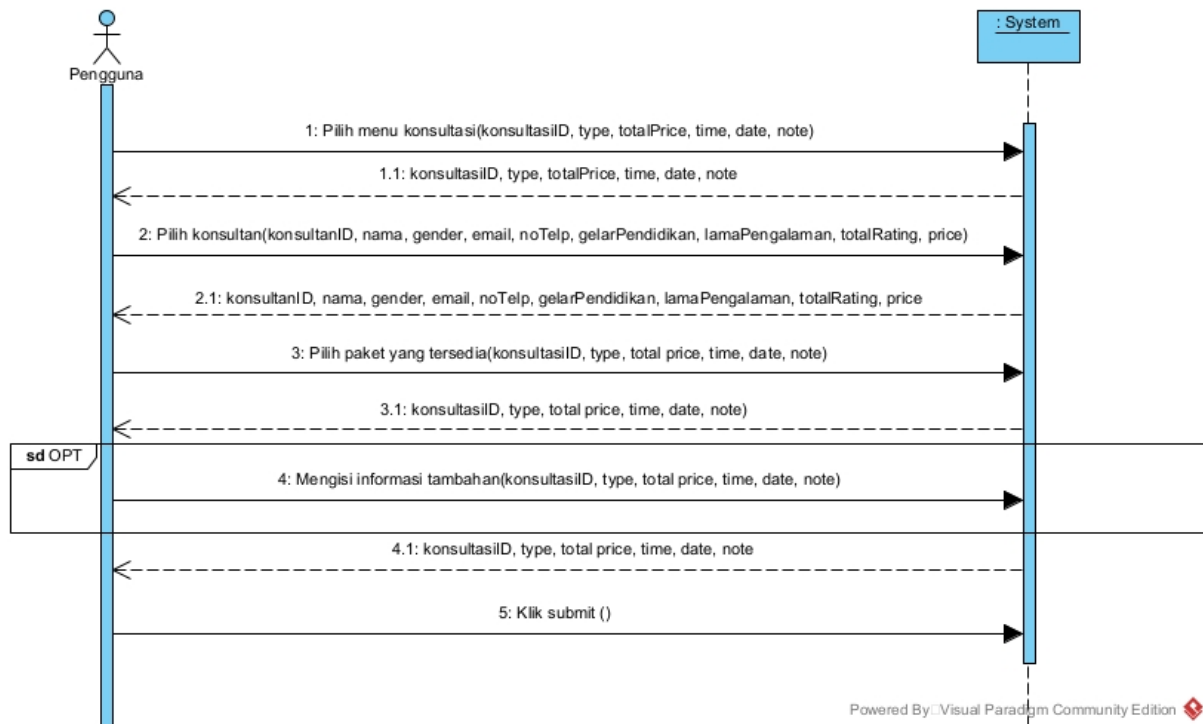 : System
Pengguna
1: Pilih menu konsultasi(konsultasiID, type, totalPrice, time, date, note)
1.1: konsultasiID, type, totalPrice, time, date, note
2: Pilih konsultan(konsultanID, nama, gender, email, noTelp, gelarPendidikan, lamaPengalaman, totalRating, price)
2.1: konsultanID, nama, gender, email, noTelp, gelarPendidikan, lamaPengalaman, totalRating, price
3: Pilih paket yang tersedia(konsultasiID, type, total price, time, date, note)
3.1: konsultasiID, type, total price, time, date, note)
sd OPT
4: Mengisi informasi tambahan(konsultasiID, type, total price, time, date, note)
4.1: konsultasiID, type, total price, time, date, note
5: Klik submit ()
Powered By Visual Paradigm Community Edition